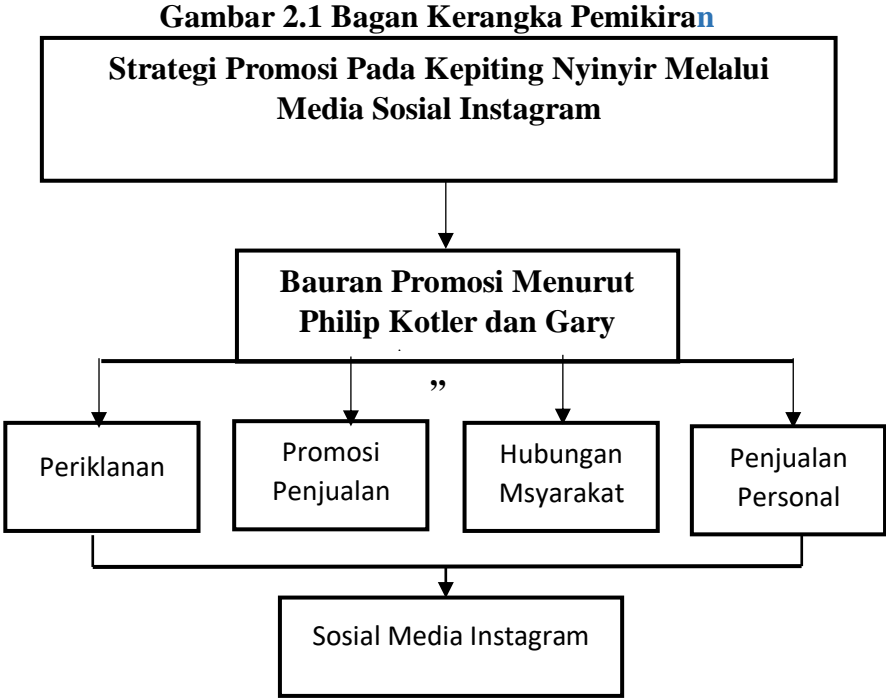 Gambar 2.1 Bagan Kerangka Pemikiran
Strategi Promosi Pada Kepiting Nyinyir Melalui
Media Sosial Instagram
Bauran Promosi Menurut
Philip Kotler dan Gary
”
Periklanan
Promosi
Penjualan
Hubungan
Msyarakat
Penjualan
Personal
Sosial Media Instagram